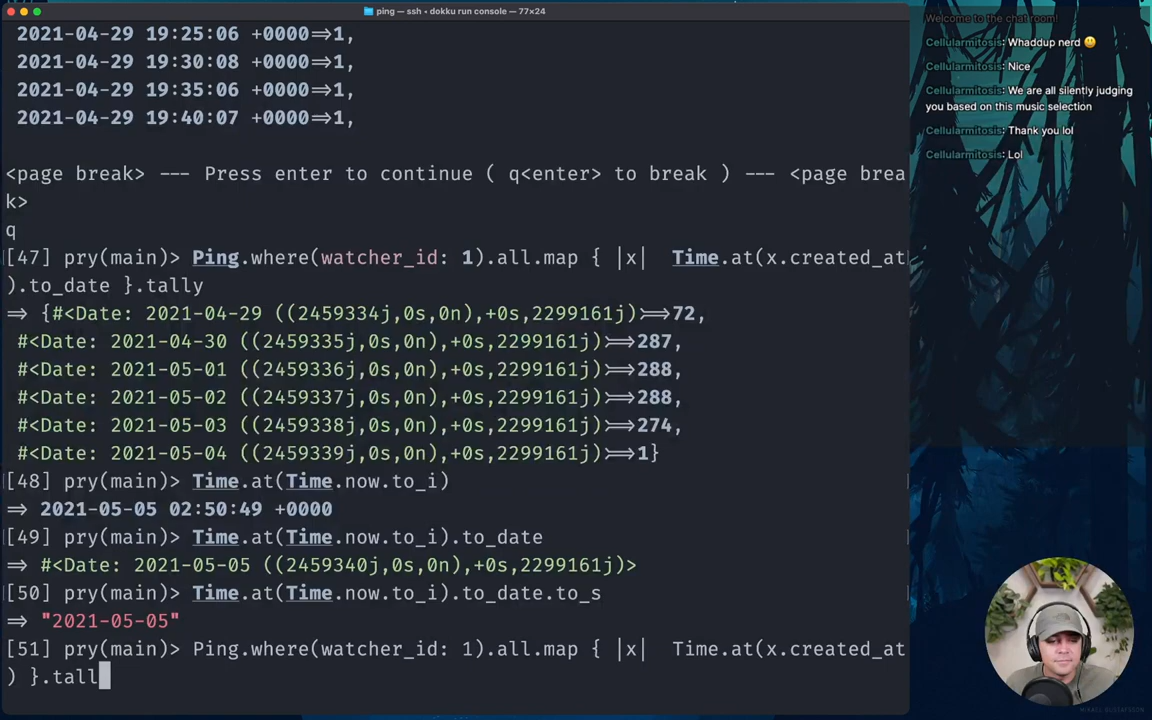 ping — ssh • dokku run console — 77×24
2021-04-29 19:25:06 +0000=>1,
2021-04-29 19:30:08 +0000=>1,
2021-04-29 19:35:06 +0000=>1,
2021-04-29 19:40:07 +0000=>1,
<page break> --- Press enter to continue ( q<enter> to break ) --- <page brea
k>
q
[47] pry(main)> Ping.where(watcher_id: 1).all.map { |x|  Time.at(x.created_at
).to_date }.tally
=> {#<Date: 2021-04-29 ((2459334j,0s,0n),+0s,2299161j)>=>72,
#<Date: 2021-04-30 ((2459335j,0s,0n),+0s,2299161j)>=>287,
#<Date: 2021-05-01 ((2459336j,0s,0n),+0s,2299161j)>=>288,
#<Date: 2021-05-02 ((2459337j,0s,0n),+0s,2299161j)>=>288,
#<Date: 2021-05-03 ((2459338j,0s,0n),+0s,2299161j)>=>274,
#<Date: 2021-05-04 ((2459339j,0s,0n),+0s,2299161j)>=>1}
[48] pry(main)> Time.at(Time.now.to_i)
=> 2021-05-05 02:50:49 +0000
[49] pry(main)> Time.at(Time.now.to_i).to_date
=> #<Date: 2021-05-05 ((2459340j,0s,0n),+0s,2299161j)>
[50] pry(main)> Time.at(Time.now.to_i).to_date.to_s
=> "2021-05-05"
[51] pry(main)> Ping.where(watcher_id: 1).all.map { |x|  Time.at(x.created_at
) }.tall
Welcome to the chat room!
Cellularmitosis: Whaddup nerd 😃
Cellularmitosis: Nice
Cellularmitosis: We are all silently judging
you based on this music selection
Cellularmitosis: Thank you lol
Cellularmitosis: Lol
MIKAEL GUSTAFSSON